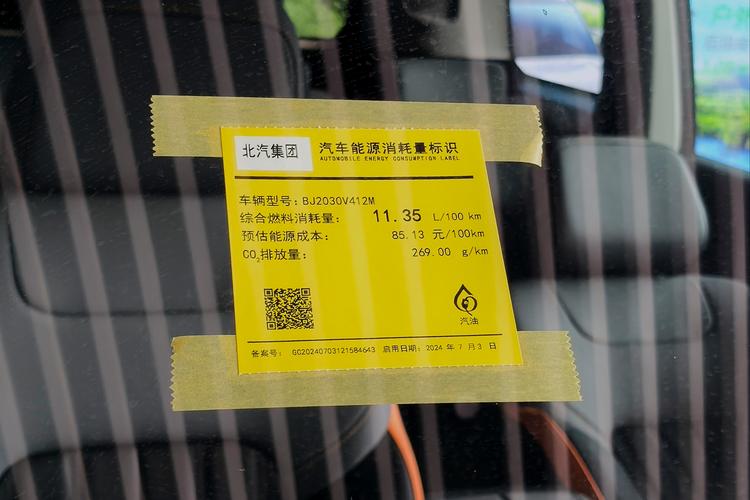 北汽集团
汽车能源消耗量标识
AUTOMOBILE ENERGY CONSUMPTION LABEL
车辆型号: BJ2030V412M
综合燃料消耗量: 11.35 L/100 km
预估能源成本: 85.13 元/100km
CO₂排放量: 269.00 g/km
汽油
备案号: GG20240703121584643 启用日期: 2024 年 7 月 3 日